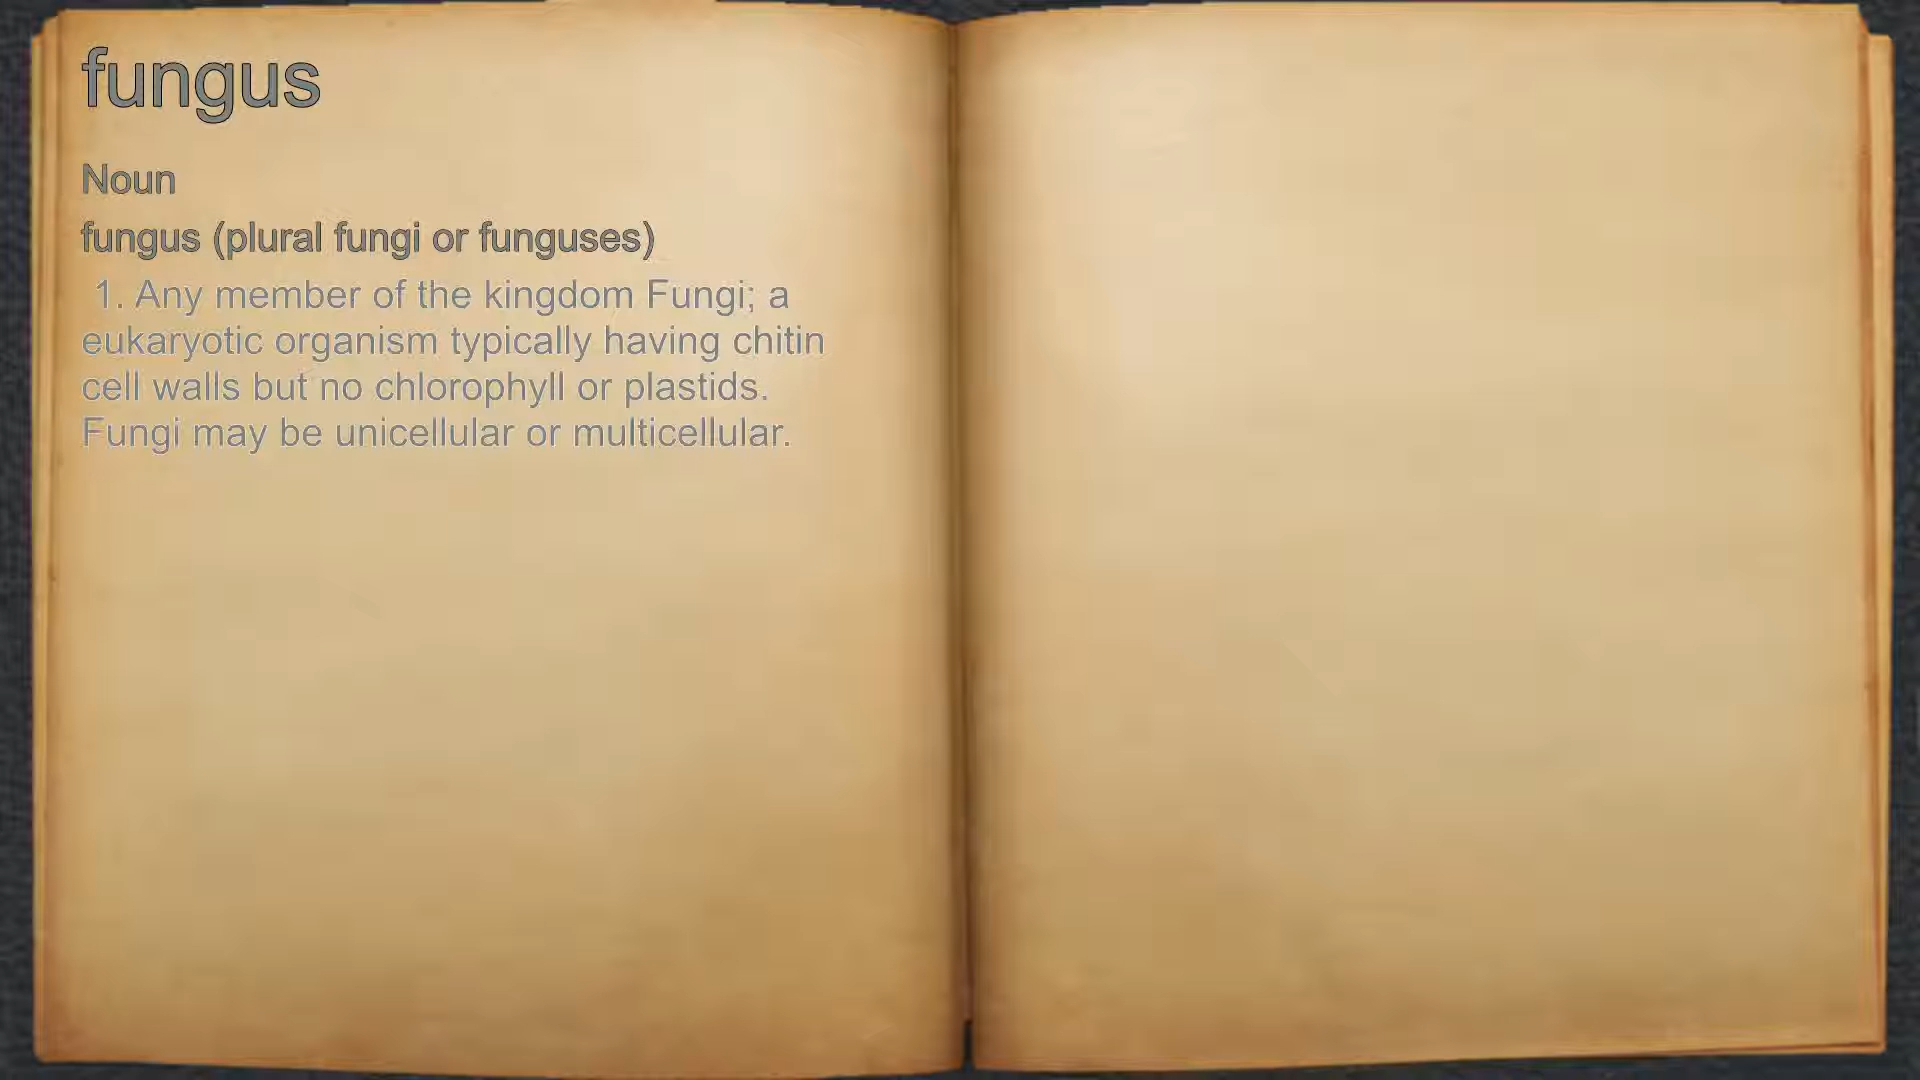 fungus
Noun
fungus (plural fungi or funguses)
1. Any member of the kingdom Fungi; a
eukaryotic organism typically having chitin
cell walls but no chlorophyll or plastids.
Fungi may be unicellular or multicellular.